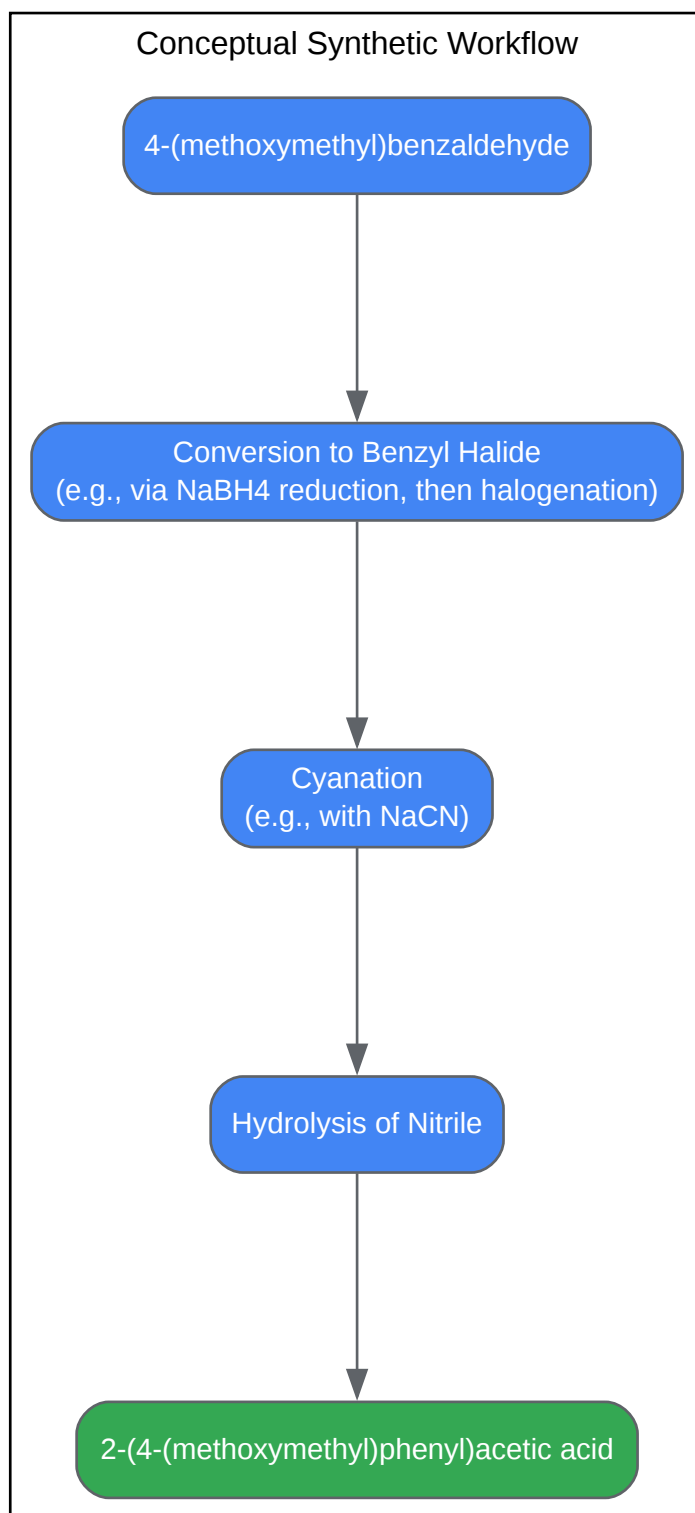 Conceptual Synthetic Workflow
4-(methoxymethyl)benzaldehyde
Conversion to Benzyl Halide
(e.g., via NaBH4 reduction, then halogenation)
Cyanation
(e.g., with NaCN)
Hydrolysis of Nitrile
2-(4-(methoxymethyl)phenyl)acetic acid